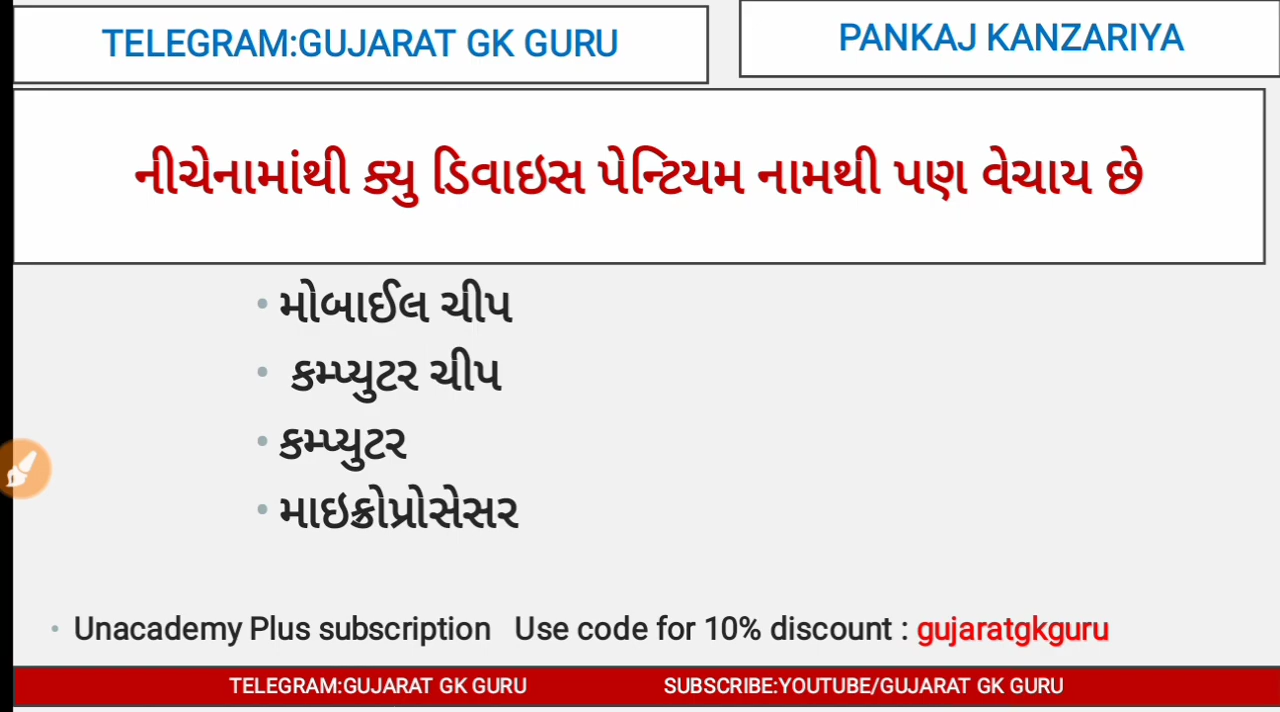 TELEGRAM:GUJARAT GK GURU
PANKAJ KANZARIYA
નીચેનામાંથી ક્યુ ડિવાઇસ પેન્ટિયમ નામથી પણ વેચાય છે
• મોબાઈલ ચીપ
• કમ્પ્યુટર ચીપ
• કમ્પ્યુટર
• માઇક્રોપ્રોસેસર
• Unacademy Plus subscription Use code for 10% discount : gujaratgkguru
TELEGRAM:GUJARAT GK GURU SUBSCRIBE:YOUTUBE/GUJARAT GK GURU